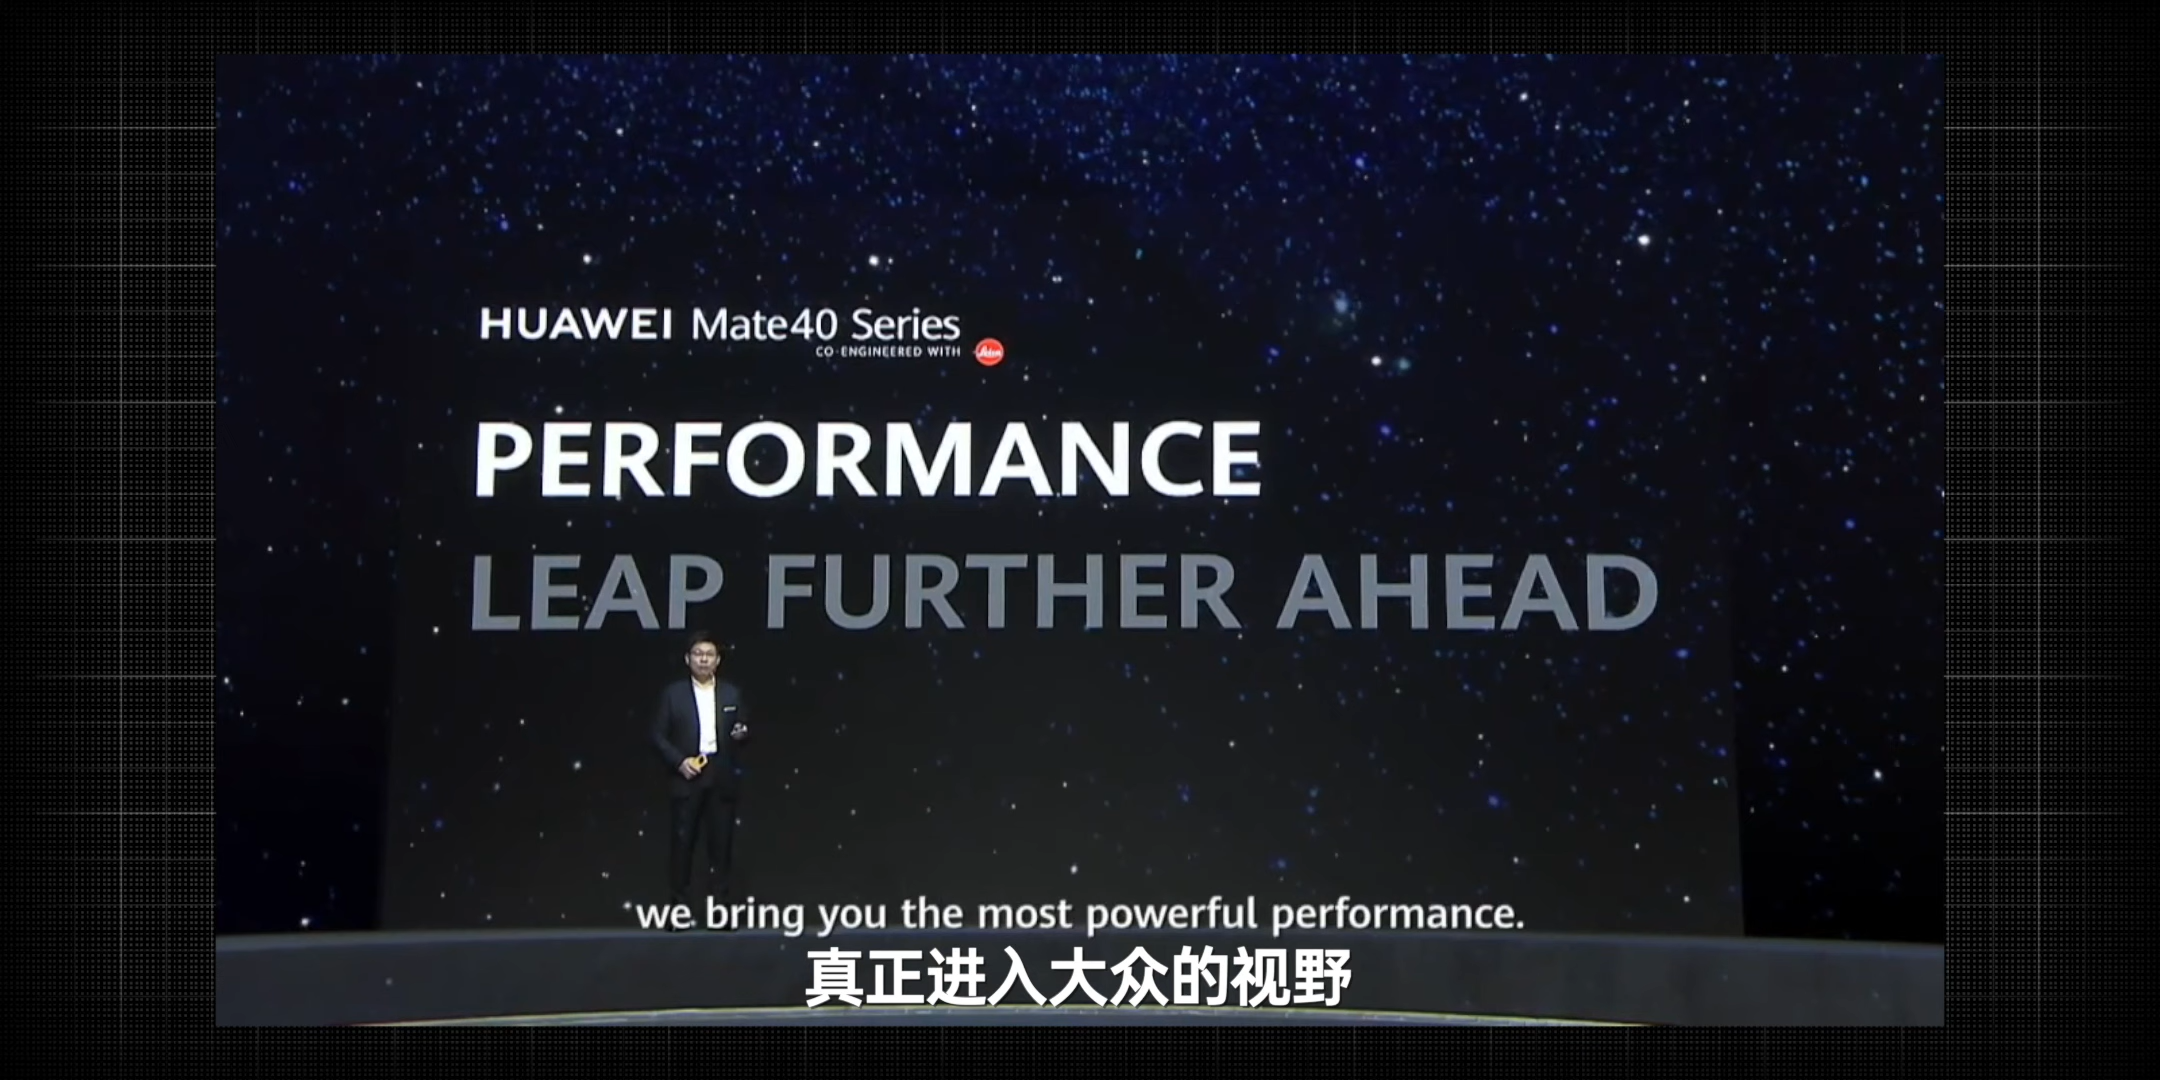 HUAWEI Mate40 Series
CO-ENGINEERED WITH Leica
PERFORMANCE
LEAP FURTHER AHEAD
we bring you the most powerful performance.
真正进入大众的视野